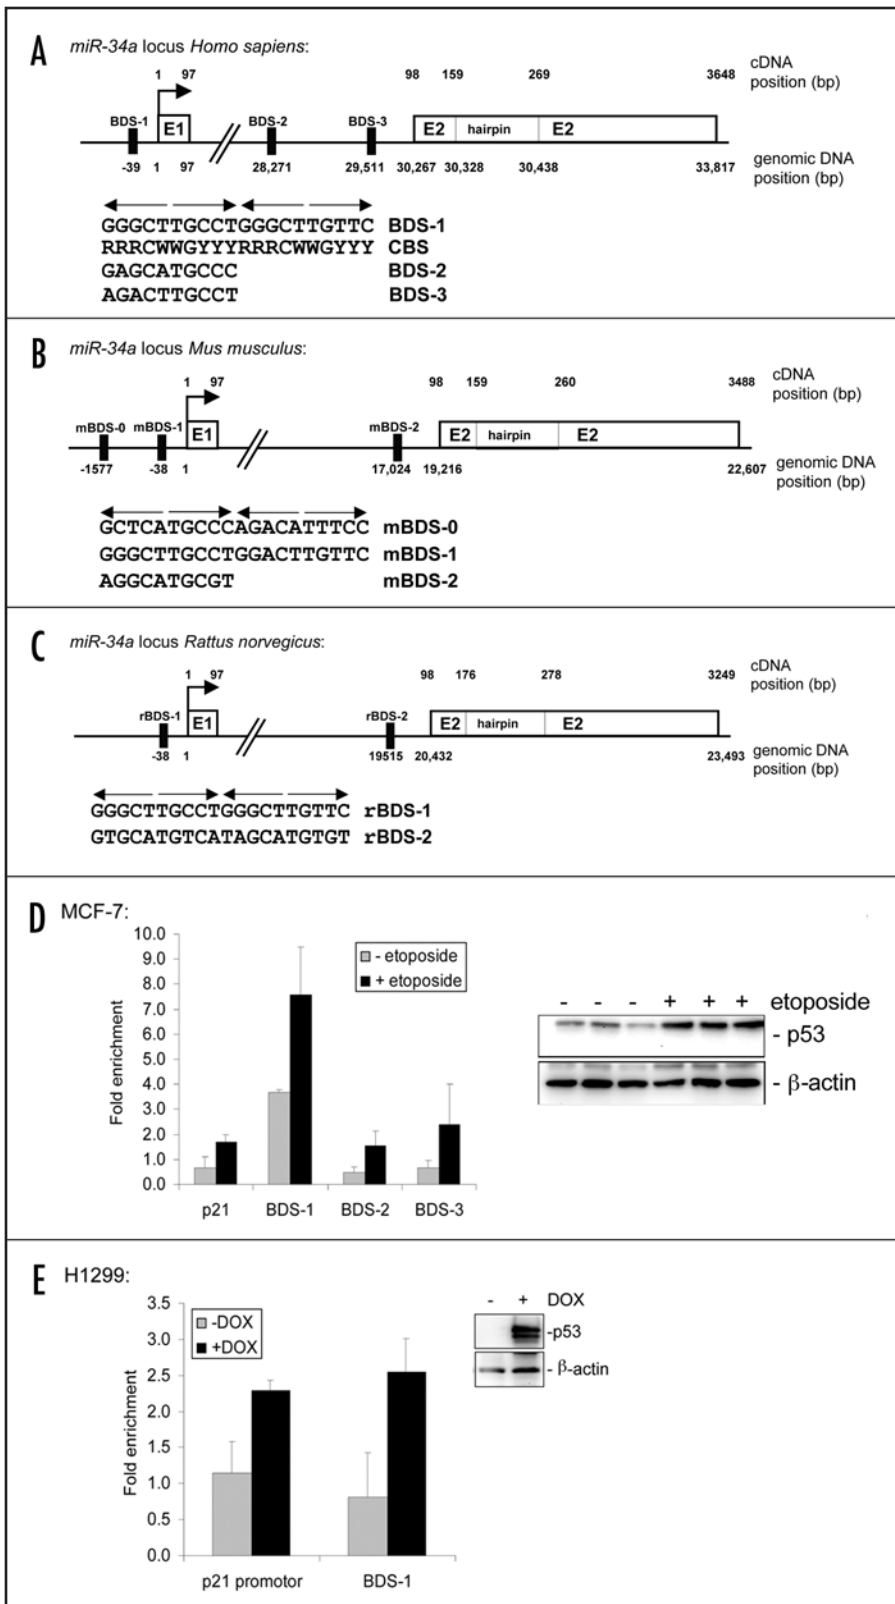 A miR-34a locus Homo sapiens:
1 97 98 159 269 3648 cDNA position (bp)
BDS-1 E1 BDS-2 BDS-3 E2 hairpin E2
-39 1 97 28,271 29,511 30,267 30,328 30,438 33,817 genomic DNA position (bp)
GGGCTTGCCTGGGCTTGTTC BDS-1
RRRCWWGYYYRRRCWWGYYY CBS
GAGCATGCCC BDS-2
AGACTTGCCT BDS-3
B miR-34a locus Mus musculus:
1 97 98 159 260 3488 cDNA position (bp)
mBDS-0 mBDS-1 E1 mBDS-2 E2 hairpin E2
-1577 -38 1 17,024 19,216 22,607 genomic DNA position (bp)
GCTCATGCCCAGACATTTCC mBDS-0
GGGCTTGCCTGGACTTGTTC mBDS-1
AGGCATGCGT mBDS-2
C miR-34a locus Rattus norvegicus:
1 97 98 176 278 3249 cDNA position (bp)
rBDS-1 E1 rBDS-2 E2 hairpin E2
-38 1 19515 20,432 23,493 genomic DNA position (bp)
GGGCTTGCCTGGGCTTGTTC rBDS-1
GTGCATGTCATAGCATGTGT rBDS-2
D MCF-7:
Fold enrichment
10.0
9.0
8.0
7.0
6.0
5.0
4.0
3.0
2.0
1.0
0.0
- etoposide
+ etoposide
p21 BDS-1 BDS-2 BDS-3
- - - + + + etoposide
- p53
- β-actin
E H1299:
Fold enrichment
3.5
3.0
2.5
2.0
1.5
1.0
0.5
0.0
-DOX
+DOX
p21 promotor BDS-1
- + DOX
-p53
- β-actin